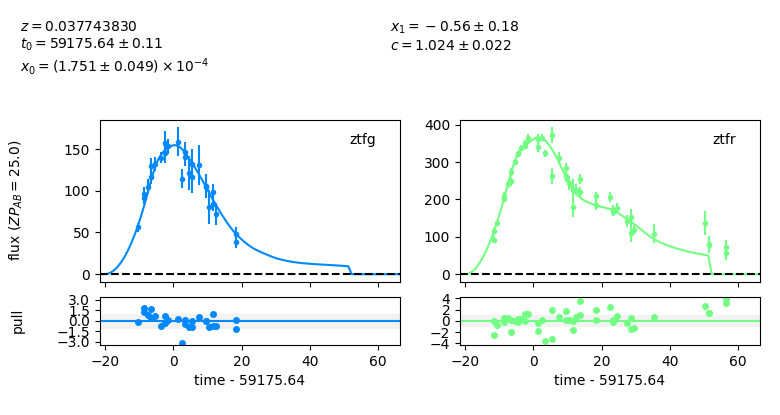 z = 0.037743830
t₀ = 59175.64 ± 0.11
x₀ = (1.751 ± 0.049) × 10⁻⁴
x₁ = −0.56 ± 0.18
c = 1.024 ± 0.022
flux (ZP_AB = 25.0)
150
100
50
0
ztfg
400
300
200
100
0
ztfr
pull
3.0
1.5
0.0
−1.5
−3.0
4
2
0
−2
−4
−20 0 20 40 60
time - 59175.64
−20 0 20 40 60
time - 59175.64